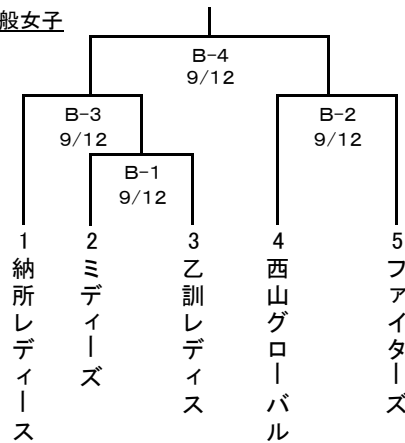 般女子
B-4
9/12
B-3
9/12
B-2
9/12
B-1
9/12
1
納所レディース
2
ミディーズ
3
乙訓レディス
4
西山グローバル
5
ファイターズ